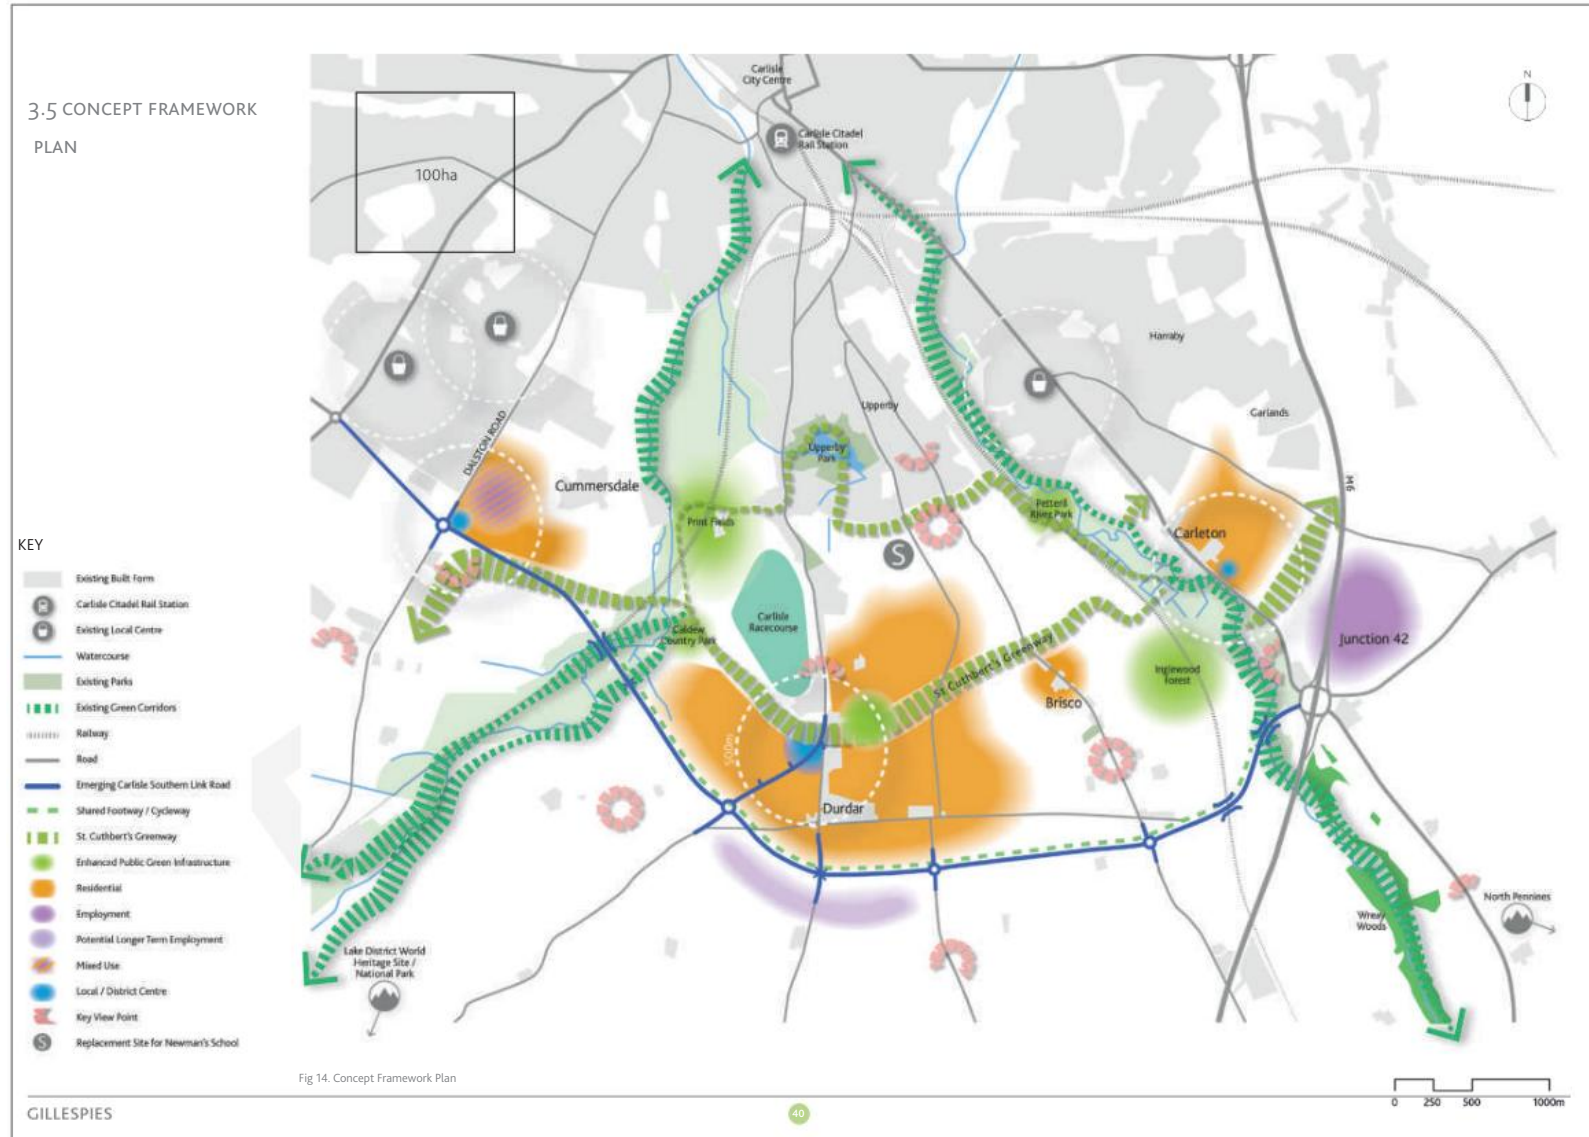 3.5 CONCEPT FRAMEWORK
PLAN
100ha
Carlisle
City Centre
Carlisle Citadel
Rail Station
N
Harraby
Garlands
Upperby
DALSTON ROAD
Cummersdale
Upperby
Park
M6
Print Fields
Petteril
River Park
Carleton
S
Carlisle
Racecourse
Caldew
Country Park
Junction 42
St Cuthbert's Greenway
Inglewood
Forest
Brisco
500m
Durdar
Wreay
Woods
North Pennines
Lake District World
Heritage Site /
National Park
KEY
Existing Built Form
Carlisle Citadel Rail Station
Existing Local Centre
Watercourse
Existing Parks
Existing Green Corridors
Railway
Road
Emerging Carlisle Southern Link Road
Shared Footway / Cycleway
St. Cuthbert's Greenway
Enhanced Public Green Infrastructure
Residential
Employment
Potential Longer Term Employment
Mixed Use
Local / District Centre
Key View Point
S Replacement Site for Newman's School
Fig 14. Concept Framework Plan
0 250 500 1000m
GILLESPIES
40